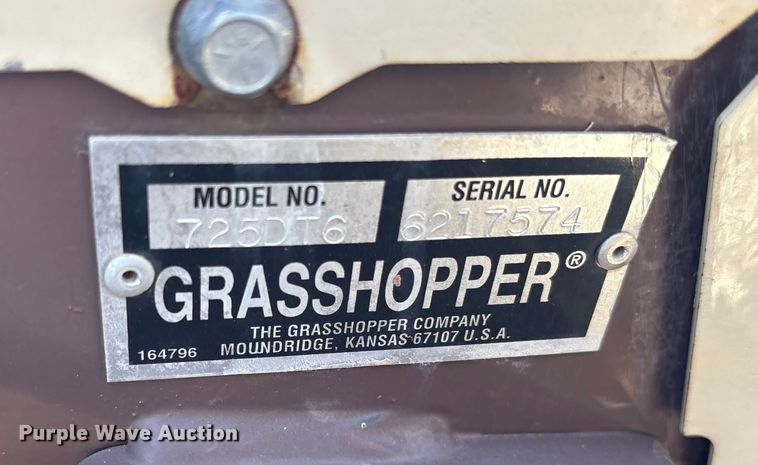 MODEL NO. SERIAL NO.
725DT6 6217574
GRASSHOPPER®
THE GRASSHOPPER COMPANY
164796 MOUNDRIDGE, KANSAS 67107 U.S.A.
Purple Wave Auction